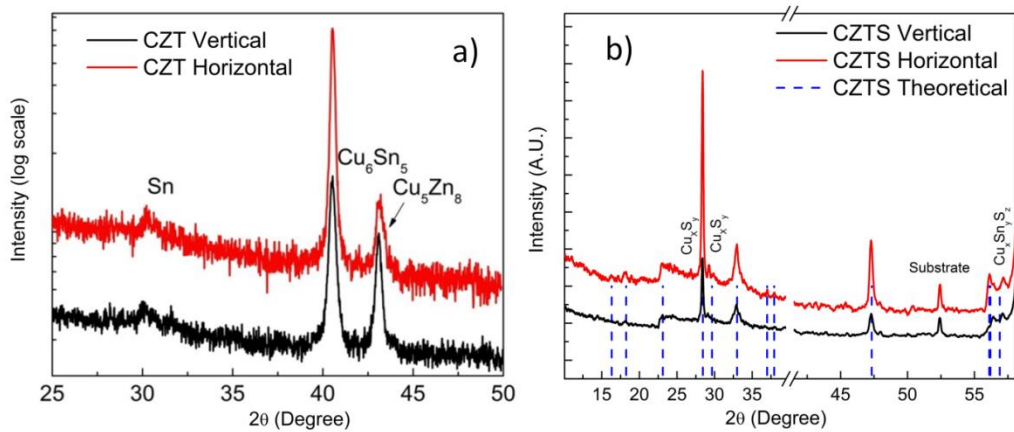 CZT Vertical
CZT Horizontal
a)
Sn
Cu6Sn5
Cu5Zn8
Intensity (log scale)
25 30 35 40 45 50
2θ (Degree)
b)
CZTS Vertical
CZTS Horizontal
CZTS Theoretical
CuxSy
CuxSy
Substrate
CuxSnySz
Intensity (A.U.)
15 20 25 30 35 45 50 55
2θ (Degree)